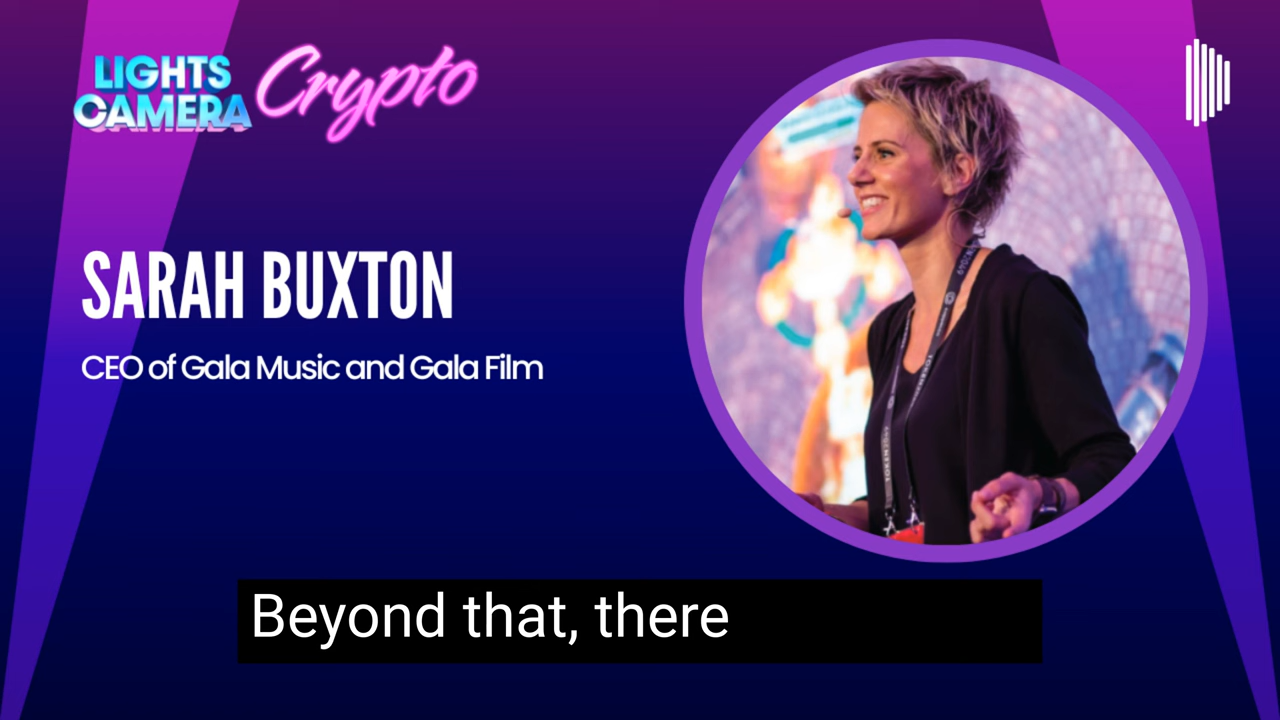 LIGHTS
CAMERA
Crypto
SARAH BUXTON
CEO of Gala Music and Gala Film
Beyond that, there